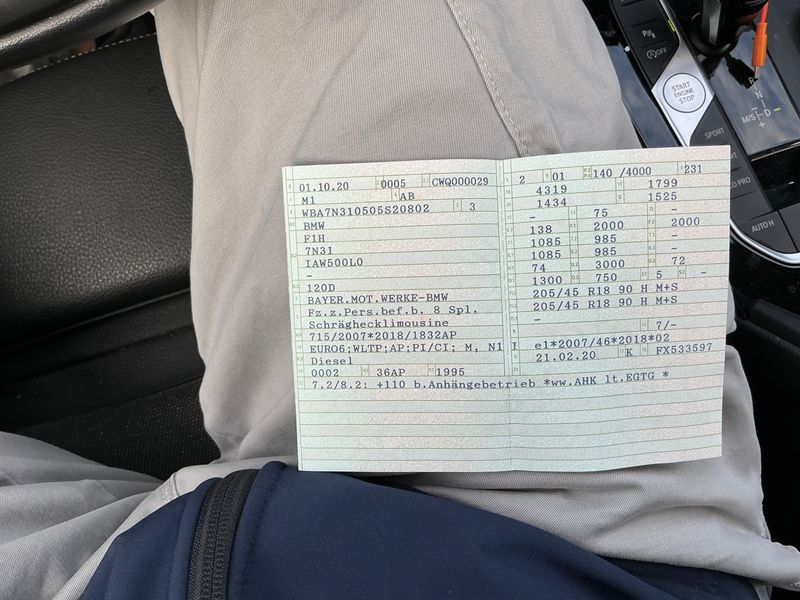 01.10.20 0005 CWQ000029
M1 AB
WBA7N310505S20802 3
BMW
F1H
7N31
IAW500L0
-
120D
BAYER.MOT.WERKE-BMW
Fz.z.Pers.bef.b. 8 Spl.
Schräghecklimousine
715/2007*2018/1832AP
EURO6;WLTP;AP;PI/CI; M, N1 I
Diesel
0002 36AP 1995
7.2/8.2: +110 b.Anhängebetrieb *ww.AHK lt.EGTG *
2 01 140 /4000 231
4319 1799
1434 1525
- 75 -
138 2000 2000
1085 985 -
1085 985 -
74 3000 72
1300 750 5 -
205/45 R18 90 H M+S
205/45 R18 90 H M+S
-
7/-
e1*2007/46*2018*02
21.02.20 K FX533597
OFF
START
ENGINE
STOP
SPORT
PRO
AUTO H
R
N
M/S D
+